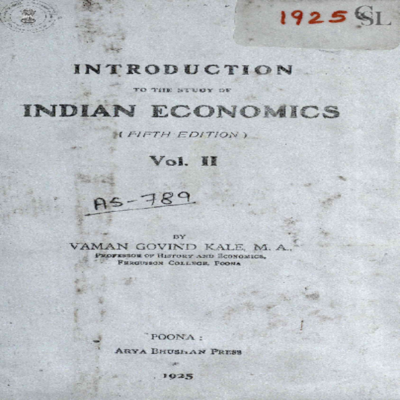 1925 CSL
INTRODUCTION
TO THE STUDY OF
INDIAN ECONOMICS
(FIFTH EDITION)
Vol. II
AS-789
BY
VAMAN GOVIND KALE, M. A.,
PROFESSOR OF HISTORY AND ECONOMICS,
FERGUSSON COLLEGE, POONA
POONA:
ARYA BHUSHAN PRESS
1925